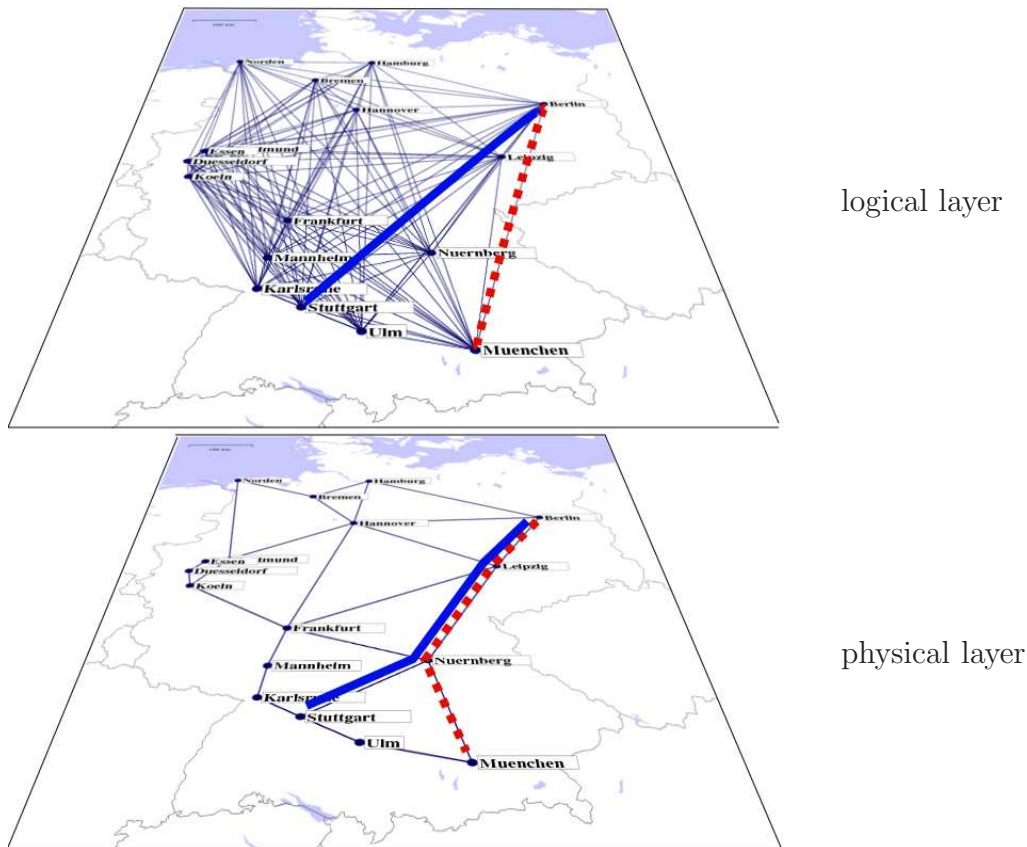 Norden
Hamburg
Bremen
Hannover
Berlin
Essen
tmund
Leipzig
Duesseldorf
Koeln
Frankfurt
Nuernberg
Mannheim
Karlsruhe
Stuttgart
Ulm
Muenchen
logical layer
Norden
Hamburg
Bremen
Hannover
Berlin
Essen
tmund
Leipzig
Duesseldorf
Koeln
Frankfurt
Nuernberg
Mannheim
Karlsruhe
Stuttgart
Ulm
Muenchen
physical layer